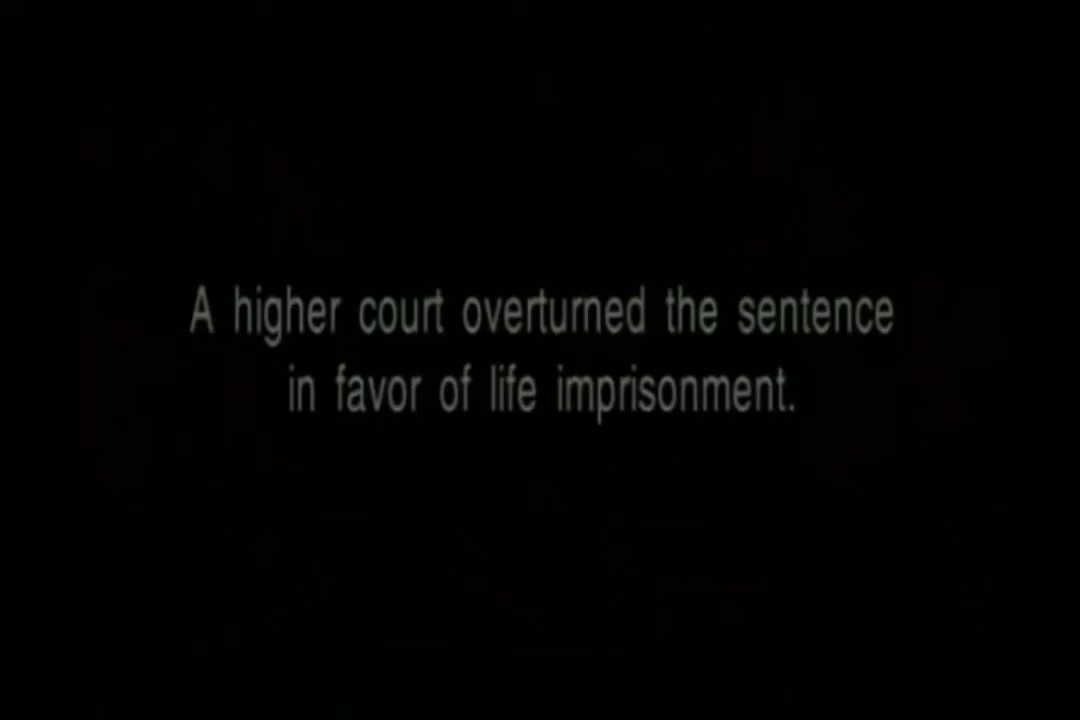 A higher court overturned the sentence
in favor of life imprisonment.